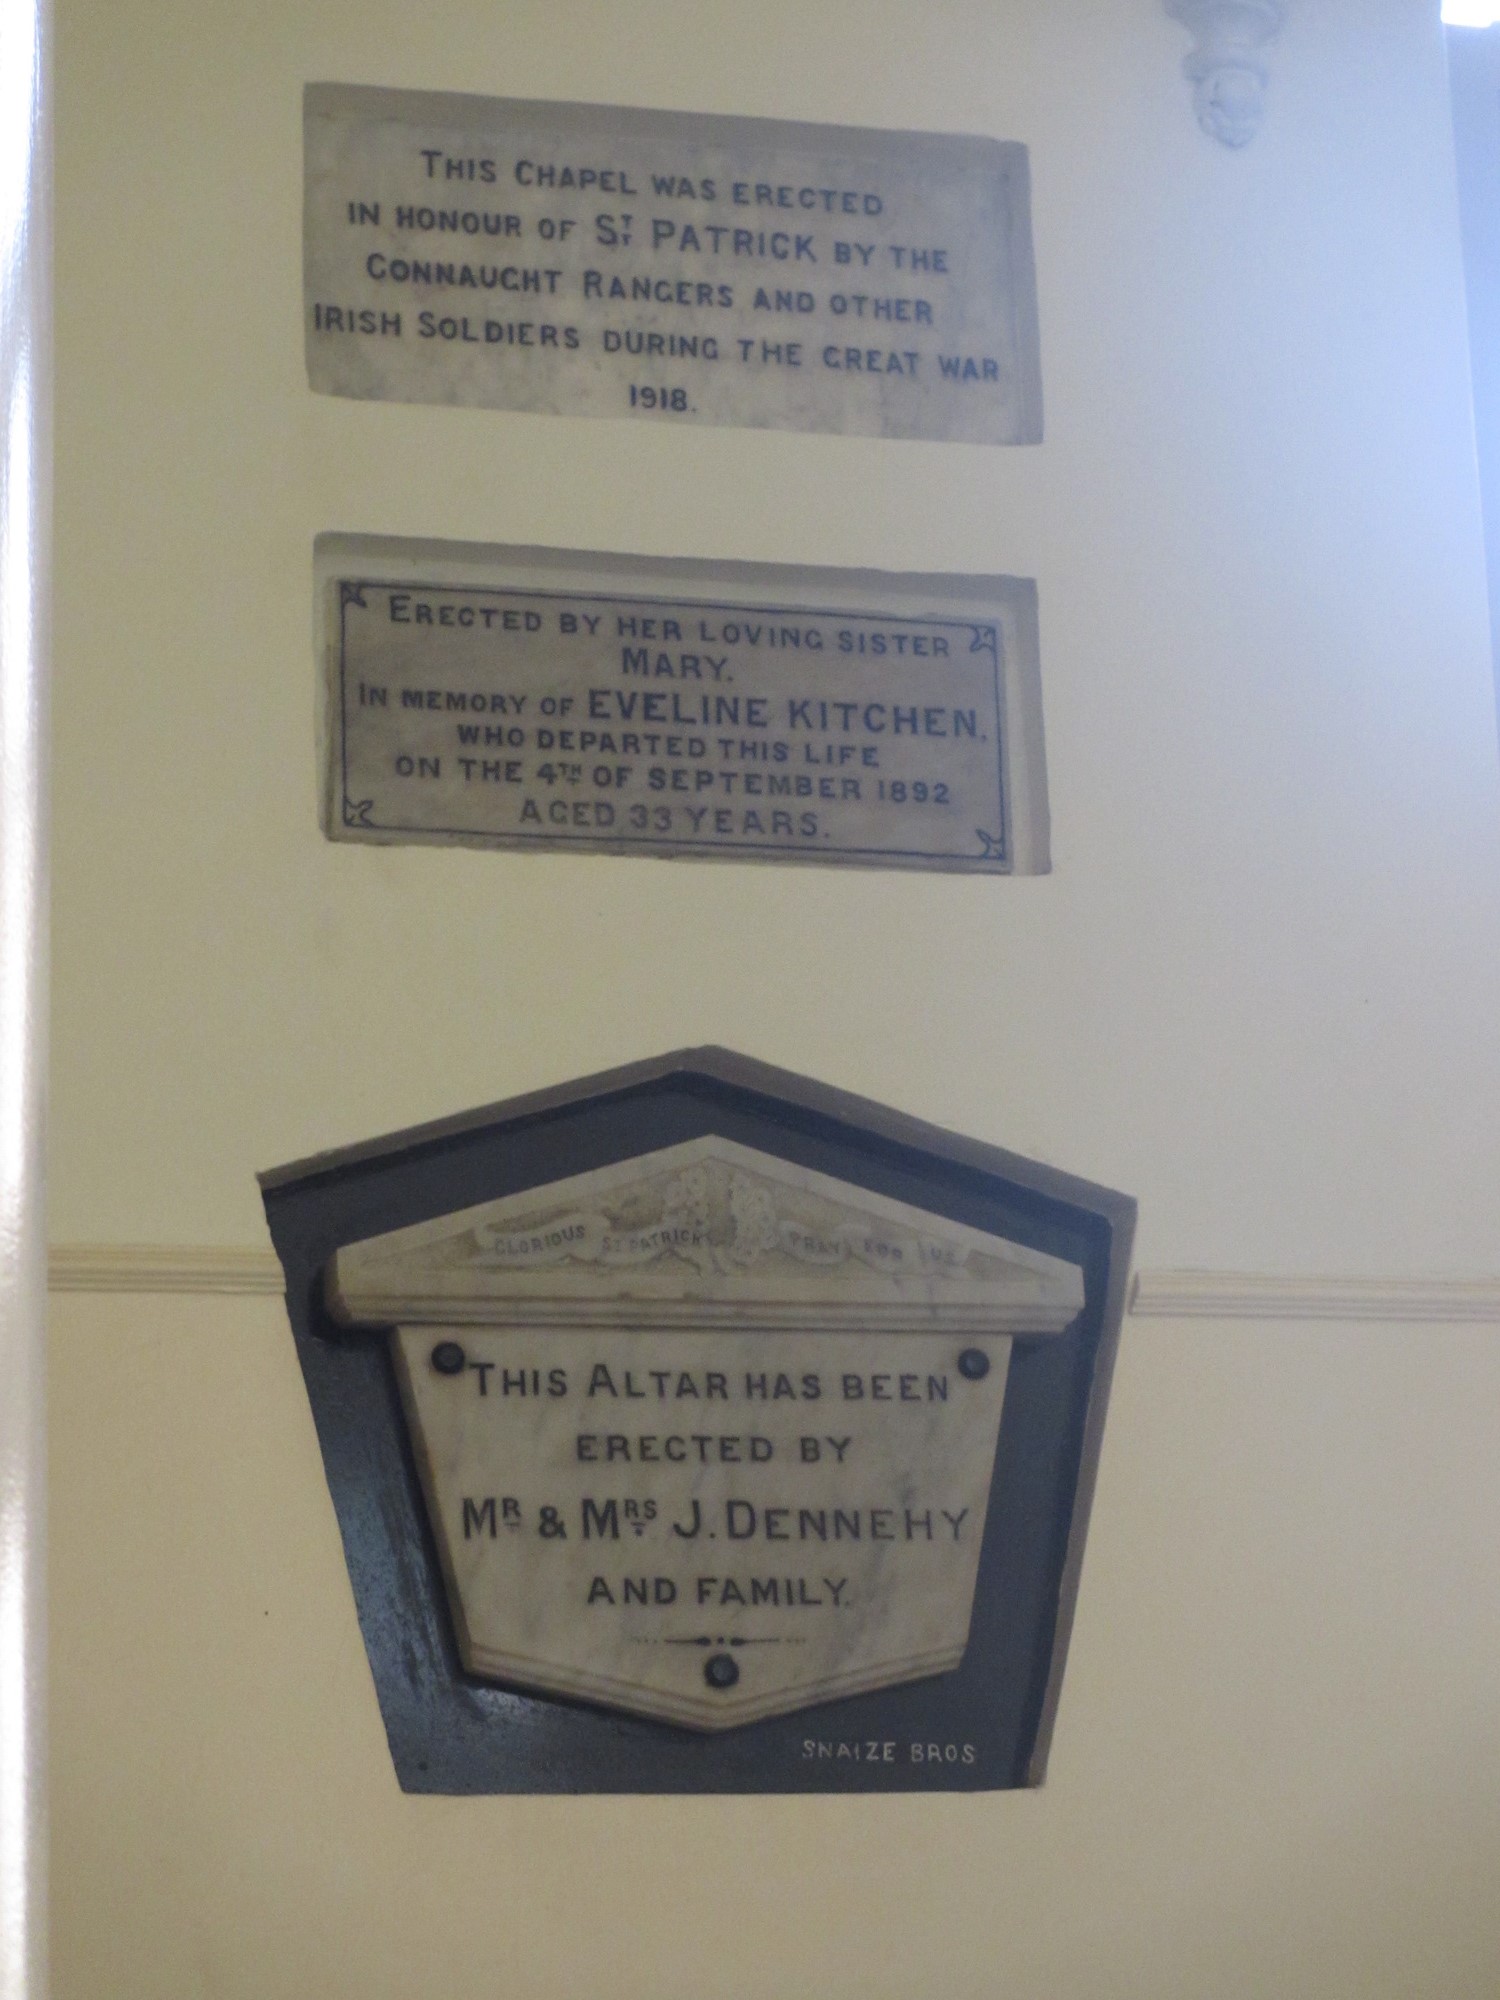 THIS CHAPEL WAS ERECTED
IN HONOUR OF ST PATRICK BY THE
CONNAUGHT RANGERS AND OTHER
IRISH SOLDIERS DURING THE GREAT WAR
1918.
ERECTED BY HER LOVING SISTER
MARY.
IN MEMORY OF EVELINE KITCHEN,
WHO DEPARTED THIS LIFE
ON THE 4TH OF SEPTEMBER 1892
AGED 33 YEARS.
GLORIOUS ST PATRICK PRAY FOR US
THIS ALTAR HAS BEEN
ERECTED BY
MR & MRS J. DENNEHY
AND FAMILY.
SNAIZE BROS